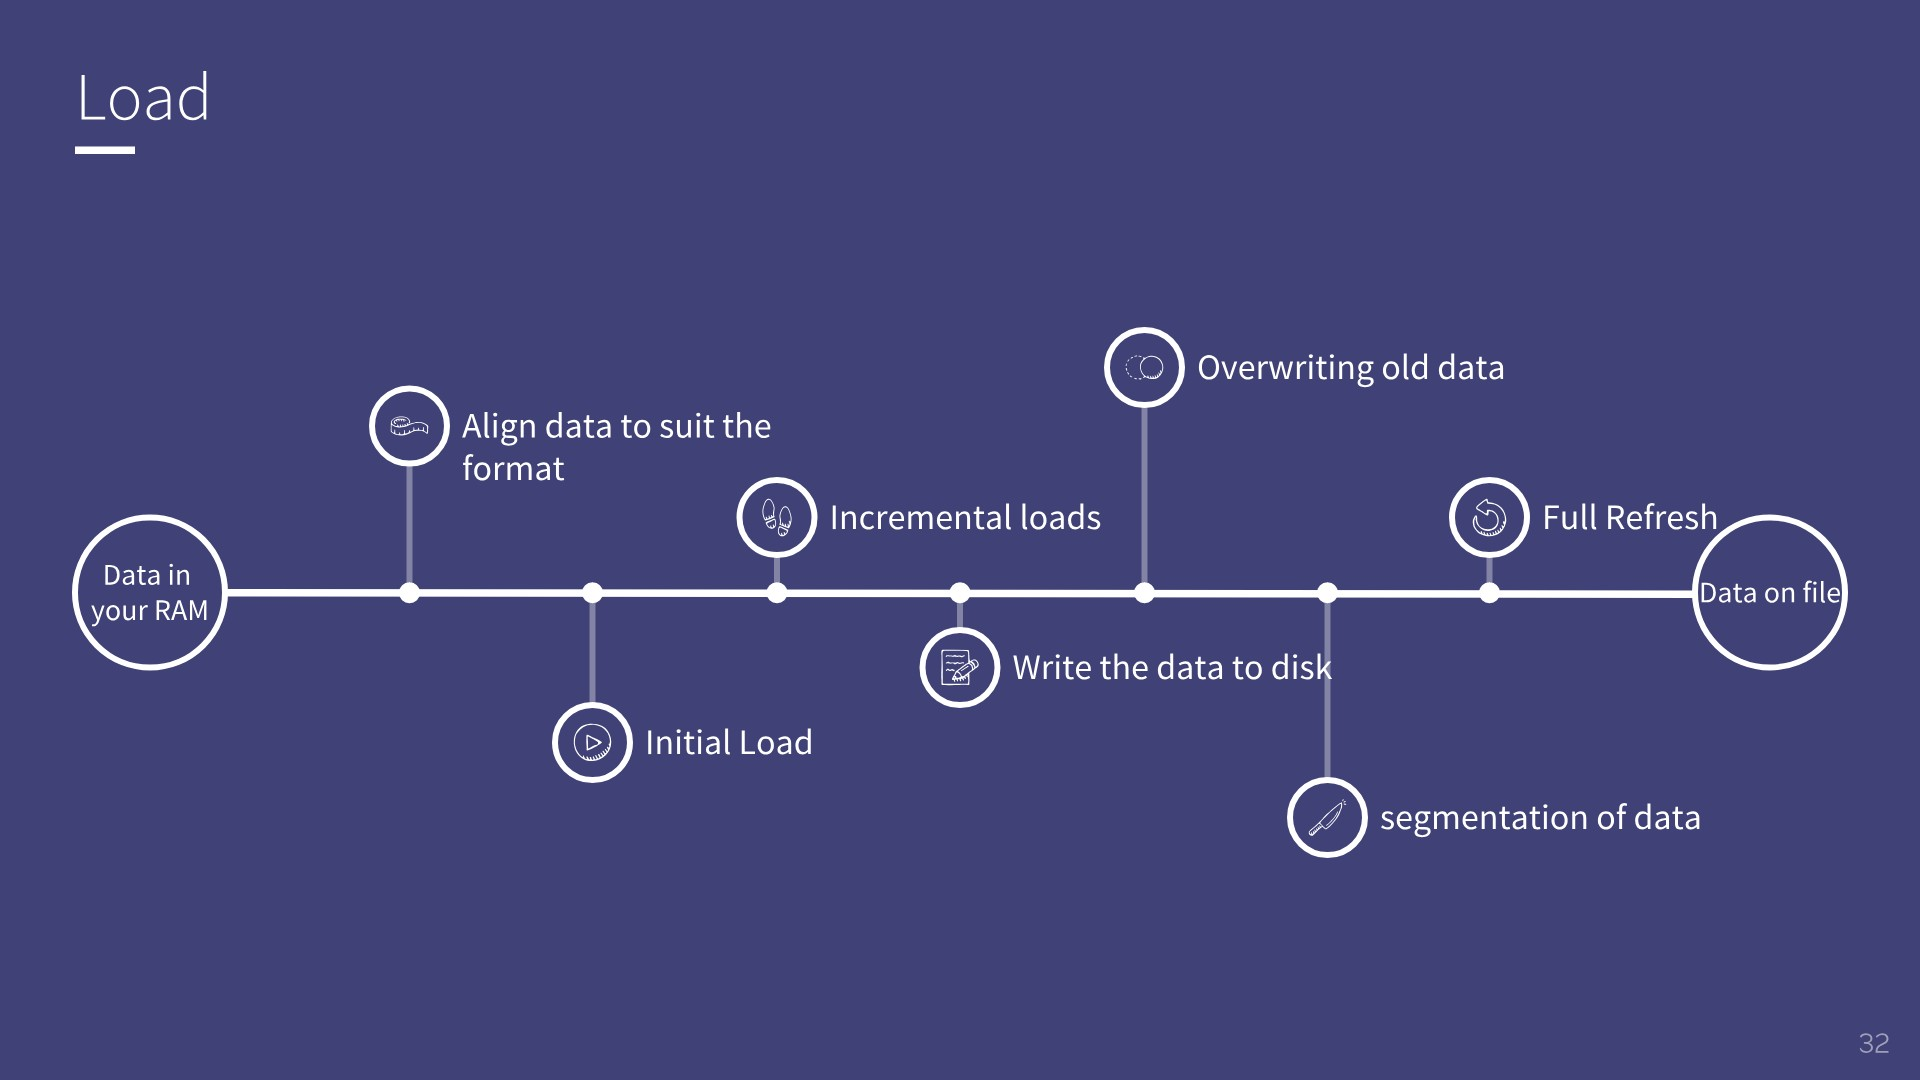 Load
Data in
your RAM
Align data to suit the
format
Initial Load
Incremental loads
Write the data to disk
Overwriting old data
segmentation of data
Full Refresh
Data on file
32